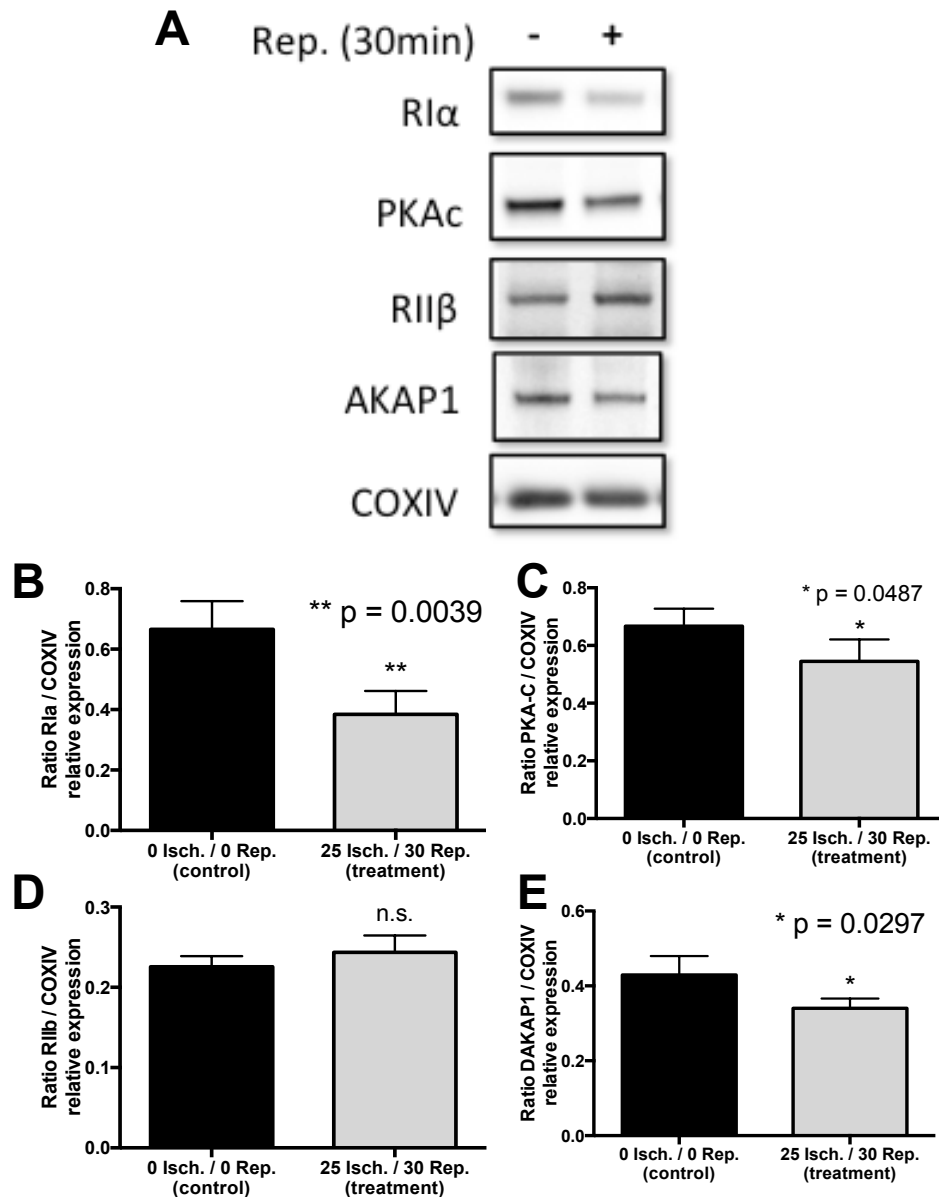 A
Rep. (30min) - +
RIα
PKAc
RIIβ
AKAP1
COXIV
B
Ratio RIa / COXIV
relative expression
0.8
0.6
0.4
0.2
0.0
** p = 0.0039
**
0 Isch. / 0 Rep.
(control)
25 Isch. / 30 Rep.
(treatment)
C
Ratio PKA-C / COXIV
relative expression
0.8
0.6
0.4
0.2
0.0
* p = 0.0487
*
0 Isch. / 0 Rep.
(control)
25 Isch. / 30 Rep.
(treatment)
D
Ratio RIIb / COXIV
relative expression
0.3
0.2
0.1
0.0
n.s.
0 Isch. / 0 Rep.
(control)
25 Isch. / 30 Rep.
(treatment)
E
Ratio DAKAP1 / COXIV
relative expression
0.6
0.4
0.2
0.0
* p = 0.0297
*
0 Isch. / 0 Rep.
(control)
25 Isch. / 30 Rep.
(treatment)